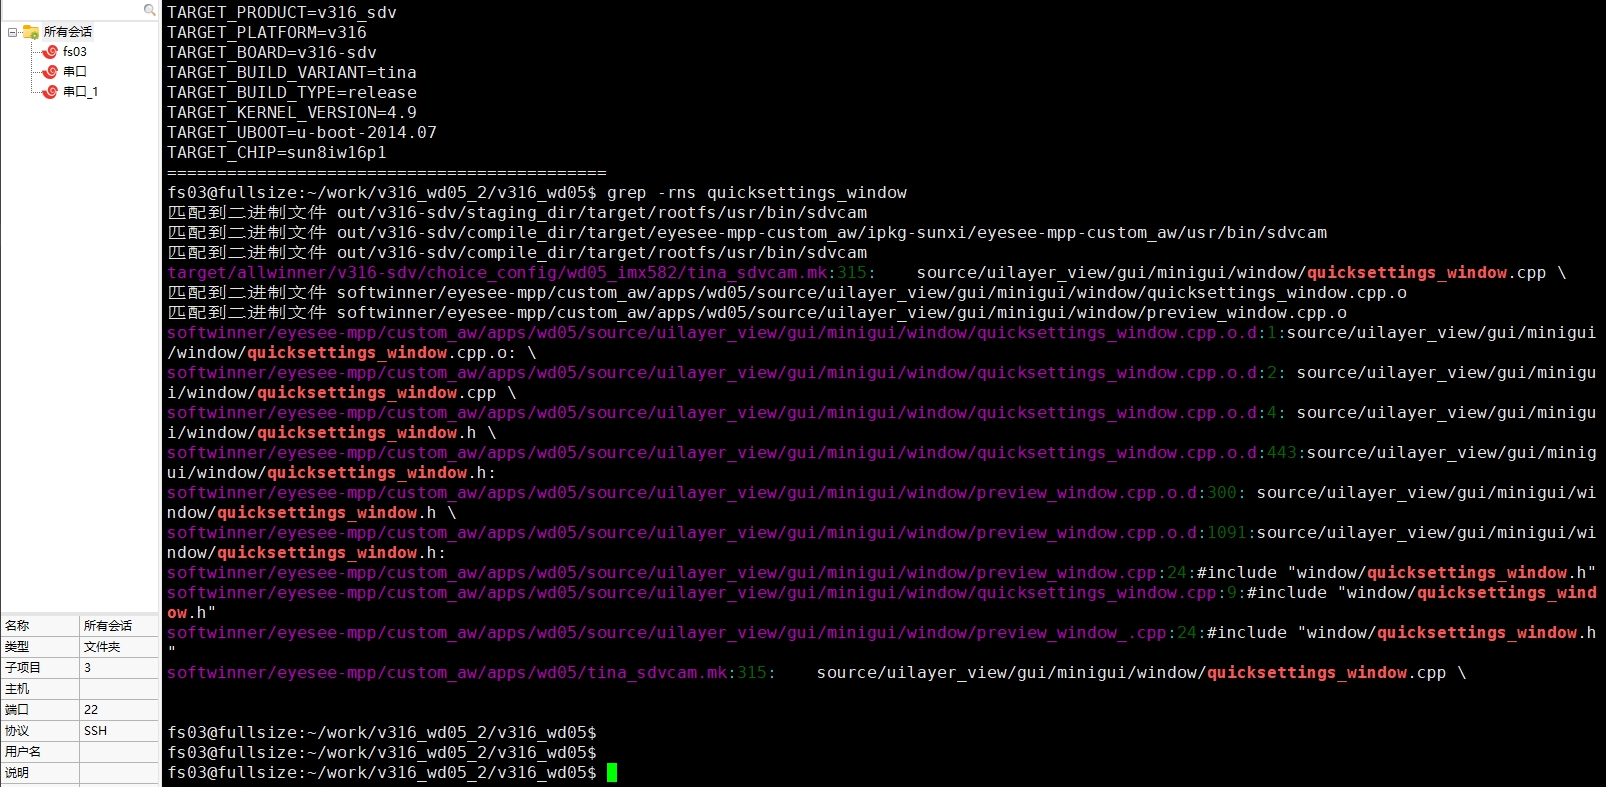 所有会话
fs03
串口
串口_1
名称 所有会话
类型 文件夹
子项目 3
主机
端口 22
协议 SSH
用户名
说明
TARGET_PRODUCT=v316_sdv
TARGET_PLATFORM=v316
TARGET_BOARD=v316-sdv
TARGET_BUILD_VARIANT=tina
TARGET_BUILD_TYPE=release
TARGET_KERNEL_VERSION=4.9
TARGET_UBOOT=u-boot-2014.07
TARGET_CHIP=sun8iw16p1
============================================
fs03@fullsize:~/work/v316_wd05_2/v316_wd05$ grep -rns quicksettings_window
匹配到二进制文件 out/v316-sdv/staging_dir/target/rootfs/usr/bin/sdvcam
匹配到二进制文件 out/v316-sdv/compile_dir/target/eyesee-mpp-custom_aw/ipkg-sunxi/eyesee-mpp-custom_aw/usr/bin/sdvcam
匹配到二进制文件 out/v316-sdv/compile_dir/target/rootfs/usr/bin/sdvcam
target/allwinner/v316-sdv/choice_config/wd05_imx582/tina_sdvcam.mk:315:    source/uilayer_view/gui/minigui/window/quicksettings_window.cpp \
匹配到二进制文件 softwinner/eyesee-mpp/custom_aw/apps/wd05/source/uilayer_view/gui/minigui/window/quicksettings_window.cpp.o
匹配到二进制文件 softwinner/eyesee-mpp/custom_aw/apps/wd05/source/uilayer_view/gui/minigui/window/preview_window.cpp.o
softwinner/eyesee-mpp/custom_aw/apps/wd05/source/uilayer_view/gui/minigui/window/quicksettings_window.cpp.o.d:1:source/uilayer_view/gui/minigui
/window/quicksettings_window.cpp.o: \
softwinner/eyesee-mpp/custom_aw/apps/wd05/source/uilayer_view/gui/minigui/window/quicksettings_window.cpp.o.d:2: source/uilayer_view/gui/minigu
i/window/quicksettings_window.cpp \
softwinner/eyesee-mpp/custom_aw/apps/wd05/source/uilayer_view/gui/minigui/window/quicksettings_window.cpp.o.d:4: source/uilayer_view/gui/minigu
i/window/quicksettings_window.h \
softwinner/eyesee-mpp/custom_aw/apps/wd05/source/uilayer_view/gui/minigui/window/quicksettings_window.cpp.o.d:443:source/uilayer_view/gui/minig
ui/window/quicksettings_window.h:
softwinner/eyesee-mpp/custom_aw/apps/wd05/source/uilayer_view/gui/minigui/window/preview_window.cpp.o.d:300: source/uilayer_view/gui/minigui/wi
ndow/quicksettings_window.h \
softwinner/eyesee-mpp/custom_aw/apps/wd05/source/uilayer_view/gui/minigui/window/preview_window.cpp.o.d:1091:source/uilayer_view/gui/minigui/wi
ndow/quicksettings_window.h:
softwinner/eyesee-mpp/custom_aw/apps/wd05/source/uilayer_view/gui/minigui/window/preview_window.cpp:24:#include "window/quicksettings_window.h"
softwinner/eyesee-mpp/custom_aw/apps/wd05/source/uilayer_view/gui/minigui/window/quicksettings_window.cpp:9:#include "window/quicksettings_wind
ow.h"
softwinner/eyesee-mpp/custom_aw/apps/wd05/source/uilayer_view/gui/minigui/window/preview_window_.cpp:24:#include "window/quicksettings_window.h
"
softwinner/eyesee-mpp/custom_aw/apps/wd05/tina_sdvcam.mk:315:    source/uilayer_view/gui/minigui/window/quicksettings_window.cpp \
fs03@fullsize:~/work/v316_wd05_2/v316_wd05$
fs03@fullsize:~/work/v316_wd05_2/v316_wd05$
fs03@fullsize:~/work/v316_wd05_2/v316_wd05$